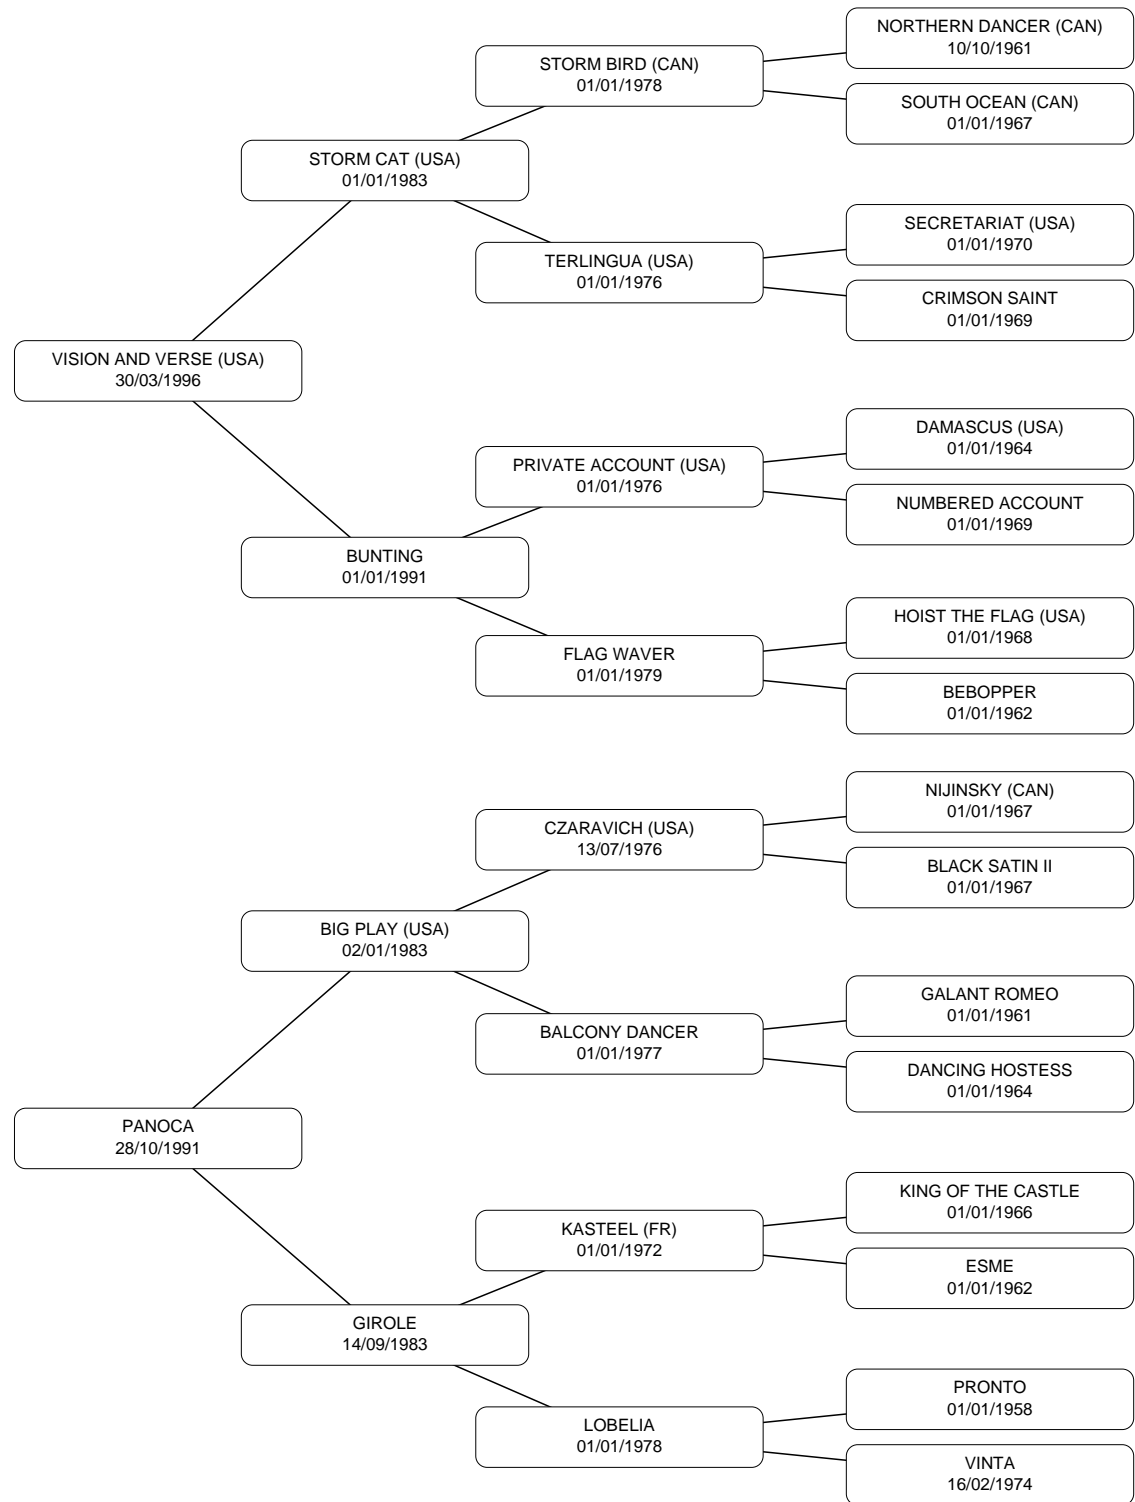 NORTHERN DANCER (CAN)
10/10/1961
STORM BIRD (CAN)
01/01/1978
SOUTH OCEAN (CAN)
01/01/1967
STORM CAT (USA)
01/01/1983
SECRETARIAT (USA)
01/01/1970
TERLINGUA (USA)
01/01/1976
CRIMSON SAINT
01/01/1969
VISION AND VERSE (USA)
30/03/1996
DAMASCUS (USA)
01/01/1964
PRIVATE ACCOUNT (USA)
01/01/1976
NUMBERED ACCOUNT
01/01/1969
BUNTING
01/01/1991
HOIST THE FLAG (USA)
01/01/1968
FLAG WAVER
01/01/1979
BEBOPPER
01/01/1962
NIJINSKY (CAN)
01/01/1967
CZARAVICH (USA)
13/07/1976
BLACK SATIN II
01/01/1967
BIG PLAY (USA)
02/01/1983
GALANT ROMEO
01/01/1961
BALCONY DANCER
01/01/1977
DANCING HOSTESS
01/01/1964
PANOCA
28/10/1991
KING OF THE CASTLE
01/01/1966
KASTEEL (FR)
01/01/1972
ESME
01/01/1962
GIROLE
14/09/1983
PRONTO
01/01/1958
LOBELIA
01/01/1978
VINTA
16/02/1974